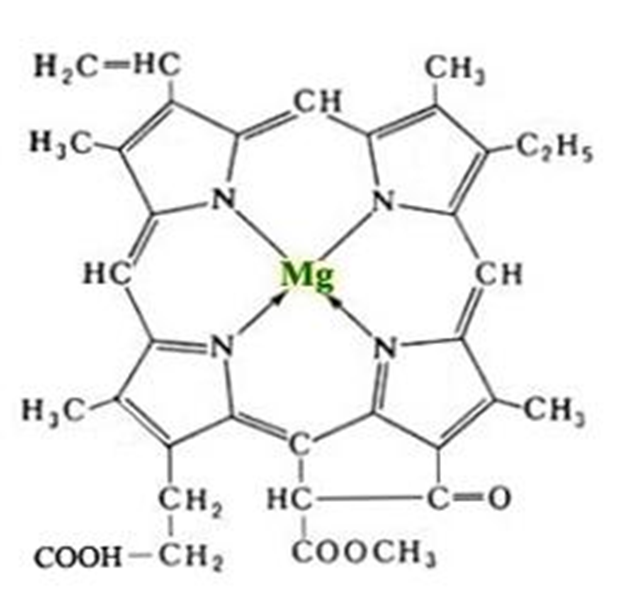 H₂C=HC CH₃
CH
H₃C C₂H₅
N N
HC Mg CH
N N
H₃C CH₃
C
CH₂ HC C=O
COOH–CH₂ COOCH₃